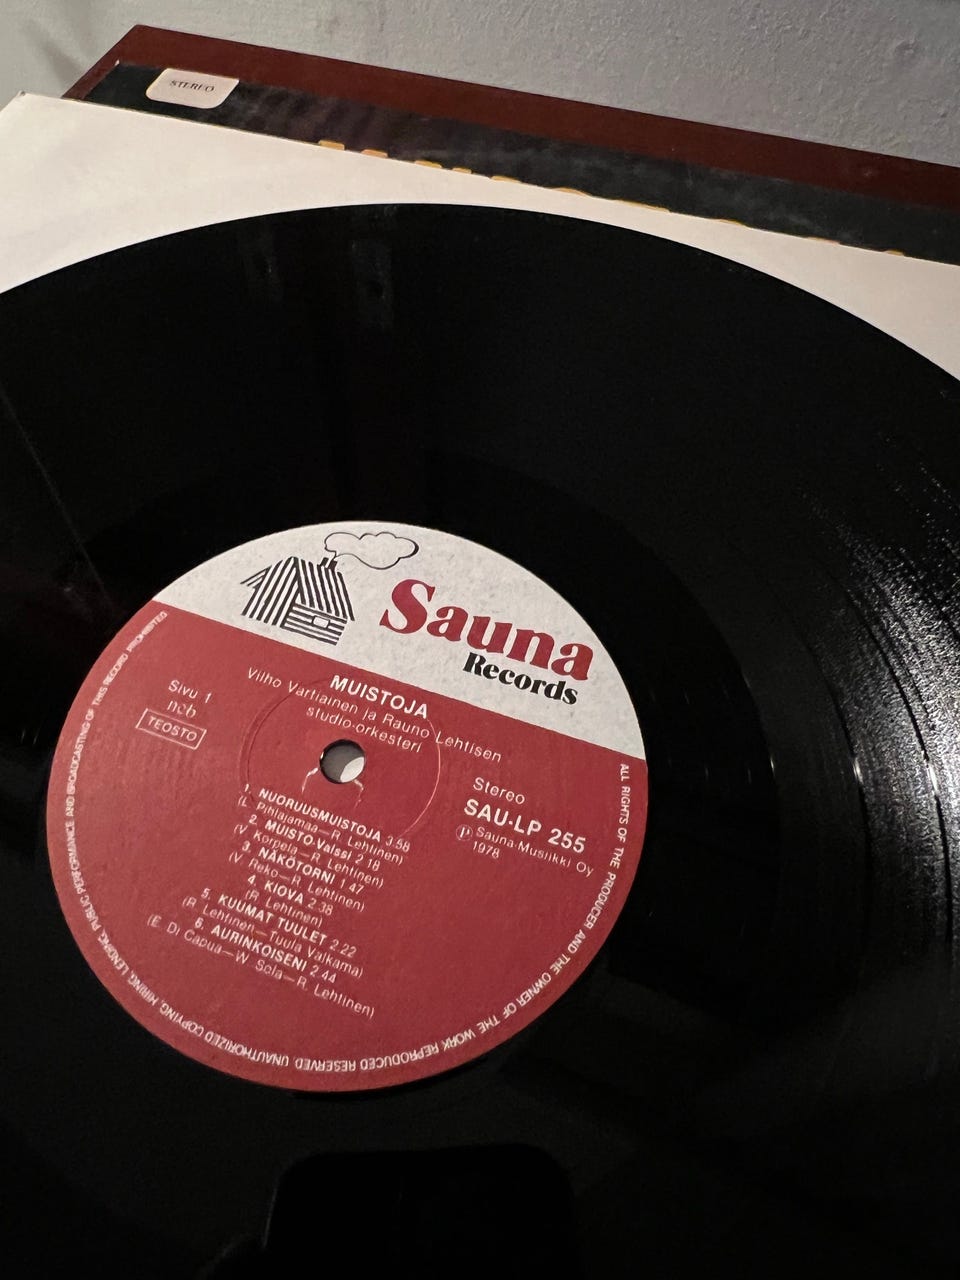 STEREO
Sauna
Records
MUISTOJA
Vilho Vartiainen ja Rauno Lehtisen
studio-orkesteri
Sivu 1
ncb
TEOSTO
Stereo
SAU-LP 255
Ⓟ Sauna-Musiikki Oy
1978
1. NUORUUSMUISTOJA 3.58
(L. Pihlajamaa—R. Lehtinen)
2. MUISTO-Valssi 2.18
(V. Korpela—R. Lehtinen)
3. NÄKÖTORNI 1.47
(V. Reko—R. Lehtinen)
4. KIOVA 2.38
(R. Lehtinen)
5. KUUMAT TUULET 2.22
(R. Lehtinen—Tuula Valkama)
6. AURINKOISENI 2.44
(E. Di Capua—W. Sola—R. Lehtinen)
ALL RIGHTS OF THE PRODUCER AND THE OWNER OF THE WORK REPRODUCED RESERVED. UNAUTHORIZED COPYING, HIRING, LENDING, PUBLIC PERFORMANCE AND BROADCASTING OF THIS RECORD PROHIBITED